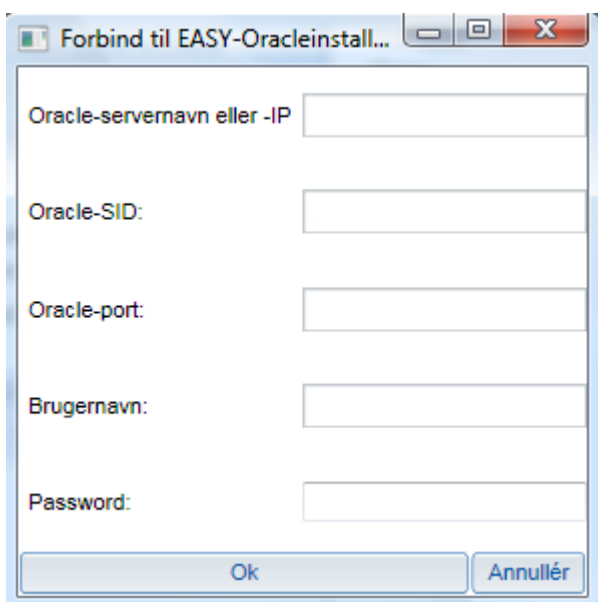 Forbind til EASY-Oracleinstall...
Oracle-servernavn eller -IP
Oracle-SID:
Oracle-port:
Brugernavn:
Password:
Ok
Annullér